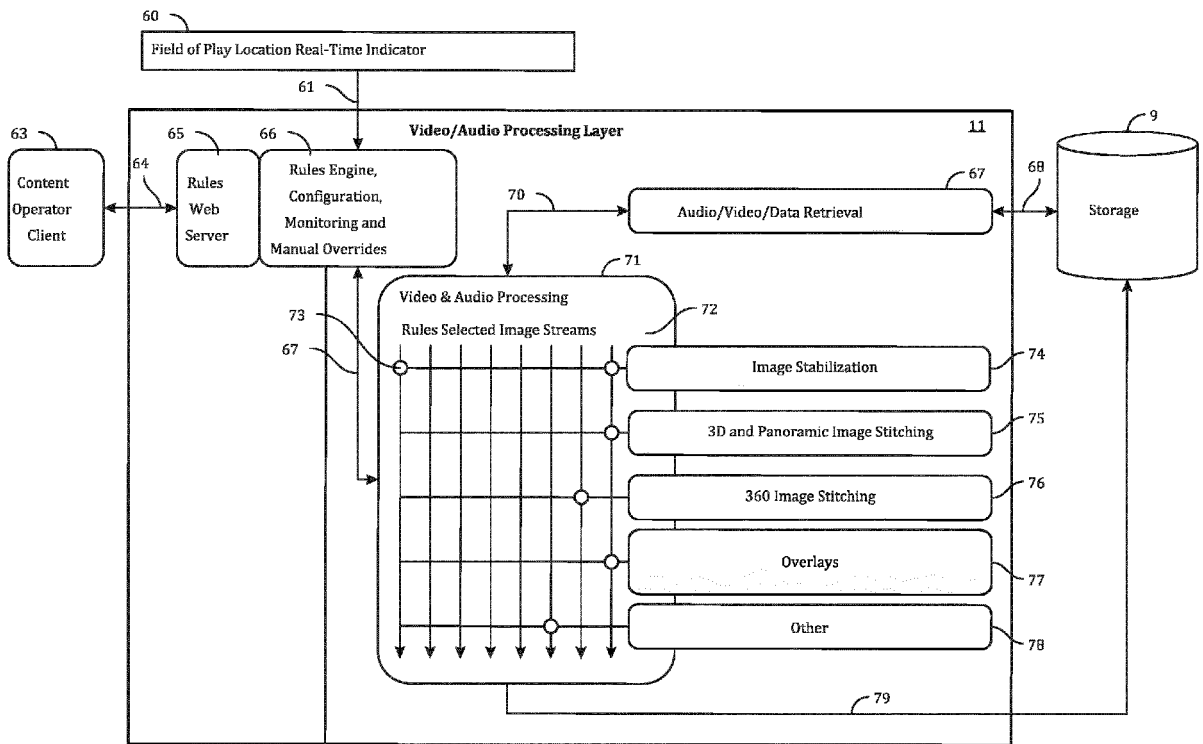 60
Field of Play Location Real-Time Indicator
61
Video/Audio Processing Layer
11
9
63
65
66
64
67
68
Content
Operator
Client
Rules
Web
Server
Rules Engine,
Configuration,
Monitoring and
Manual Overrides
70
Audio/Video/Data Retrieval
Storage
71
Video & Audio Processing
72
73
Rules Selected Image Streams
67
Image Stabilization
74
3D and Panoramic Image Stitching
75
360 Image Stitching
76
Overlays
77
Other
78
79